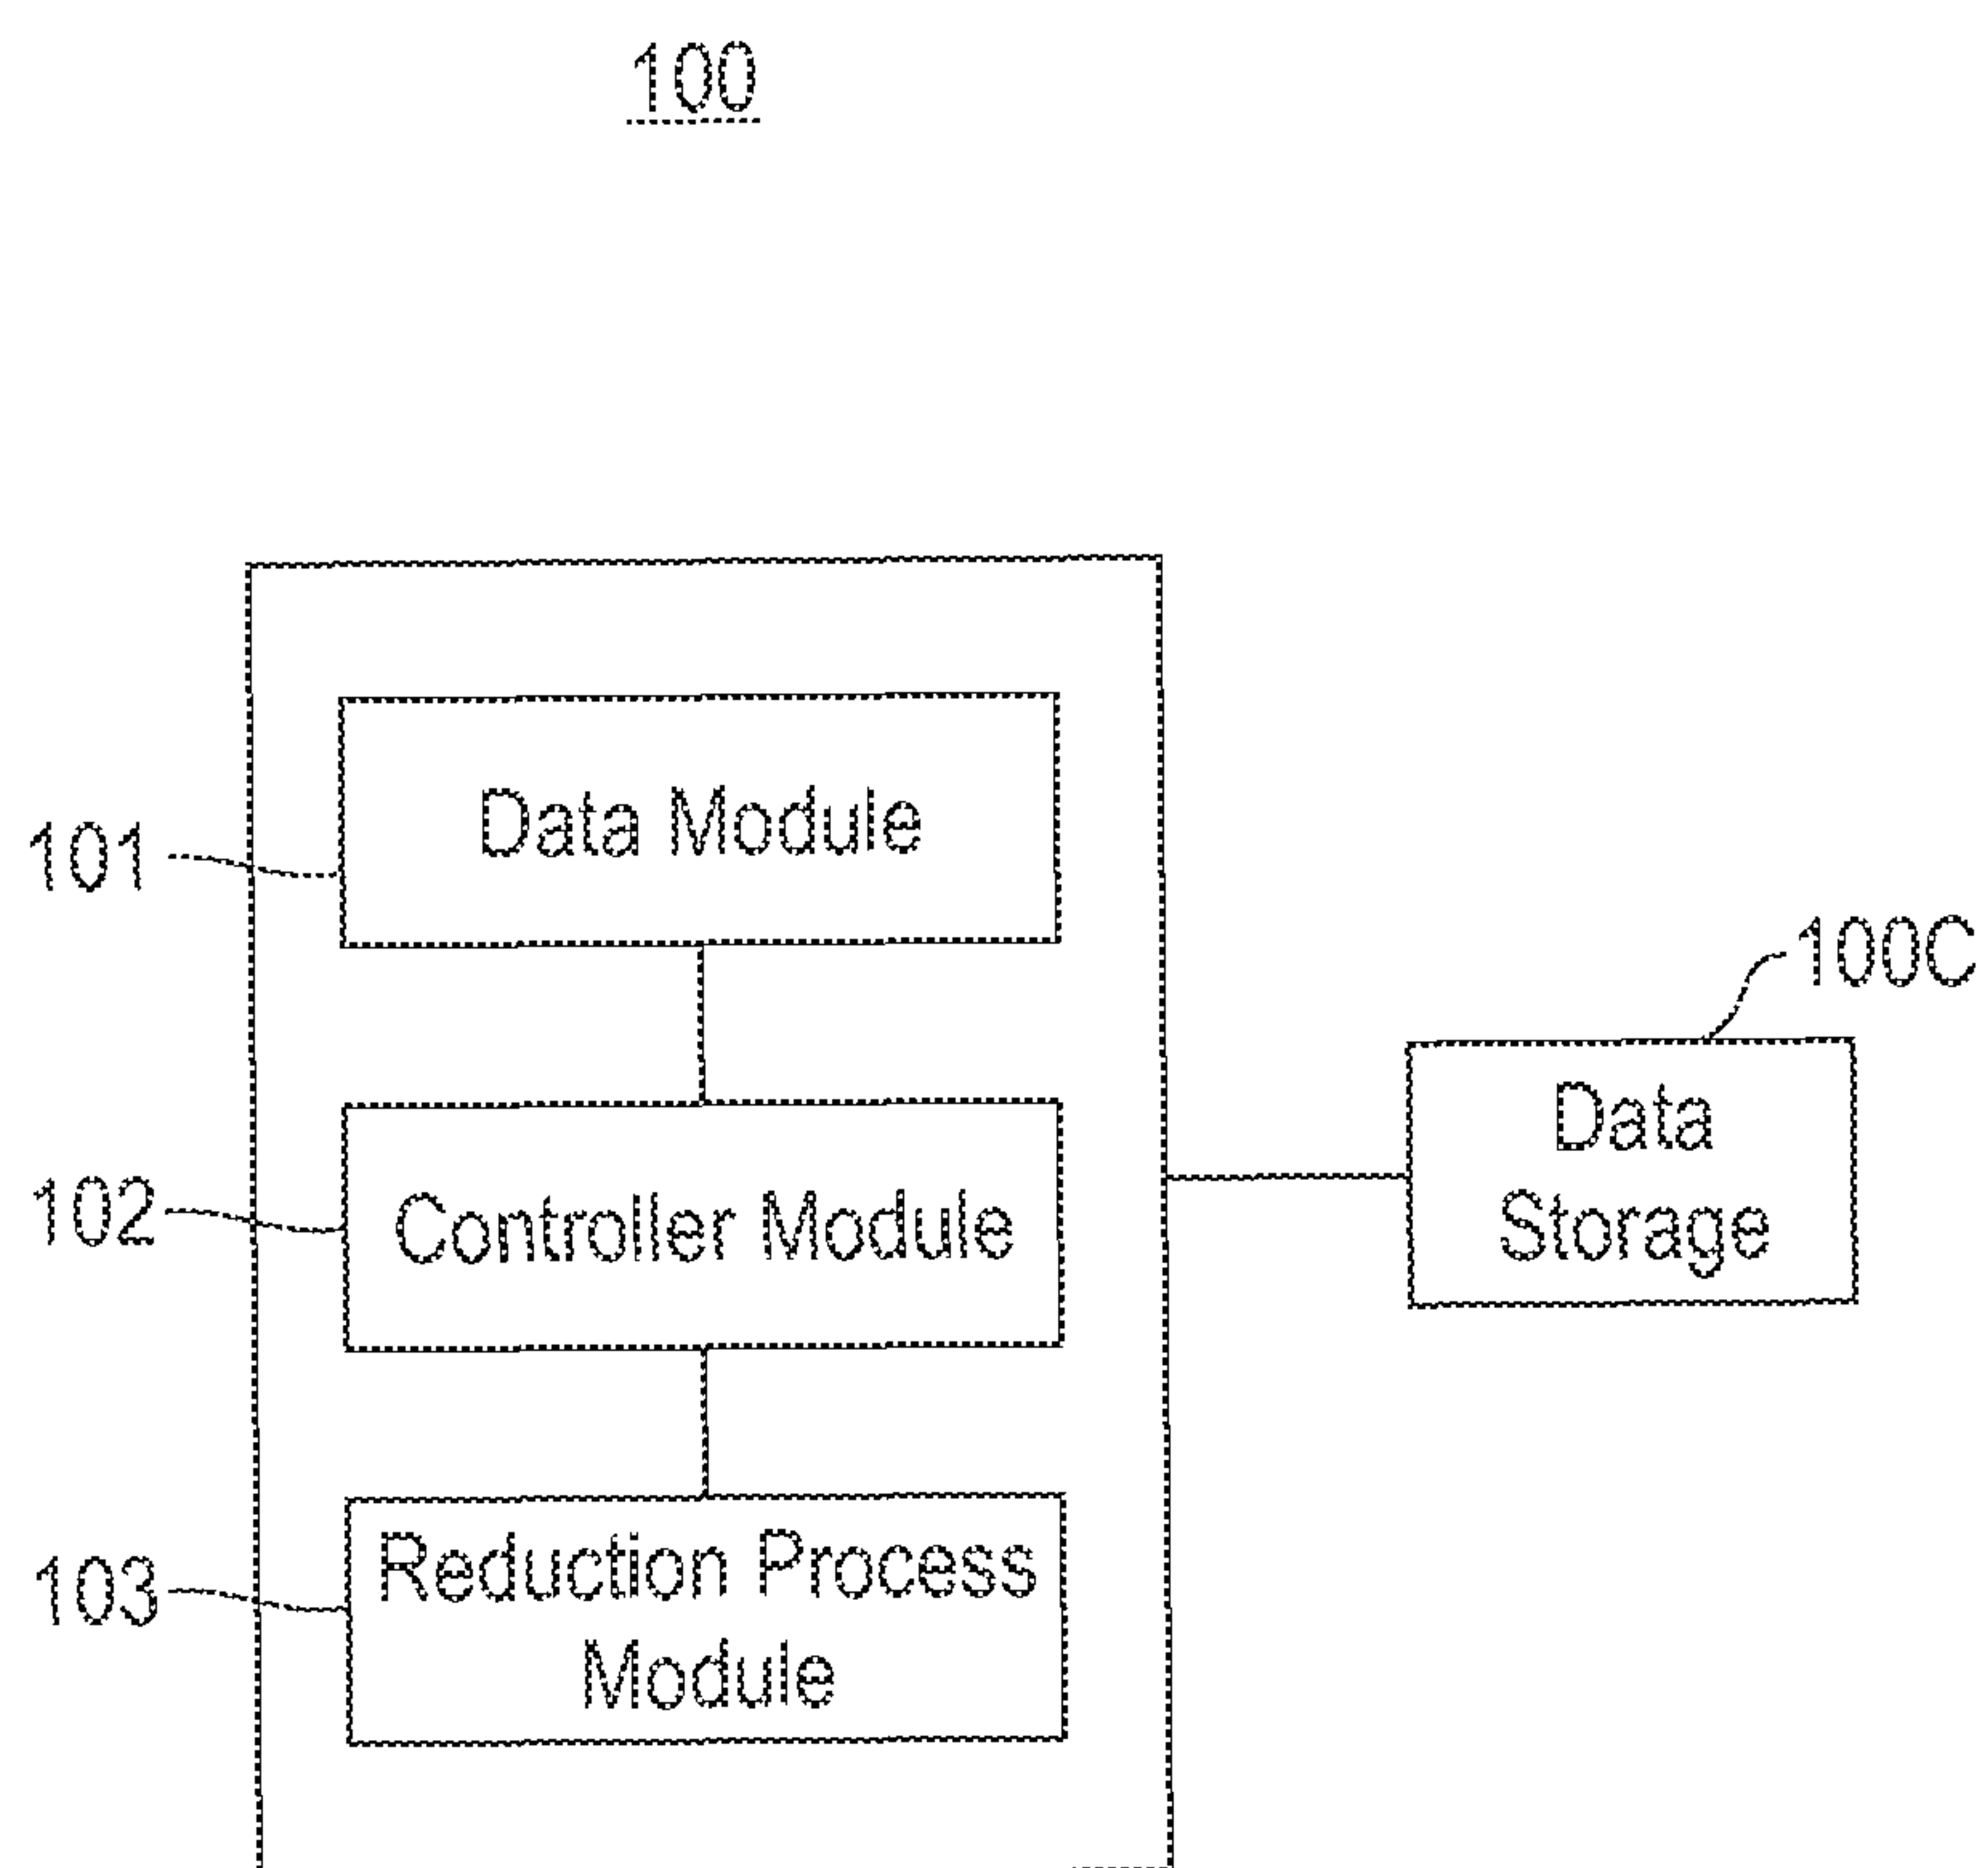 100
101
Data Module
100C
Data
Storage
102
Controller Module
103
Reduction Process
Module